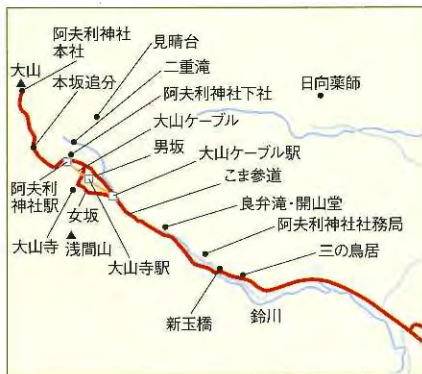 阿夫利神社
本社
大山
本坂追分
見晴台
二重滝
阿夫利神社下社
大山ケーブル
男坂
日向薬師
大山ケーブル駅
こま参道
良弁滝・開山堂
阿夫利神社社務局
三の鳥居
阿夫利
神社駅
女坂
大山寺
浅間山
大山寺駅
新玉橋
鈴川